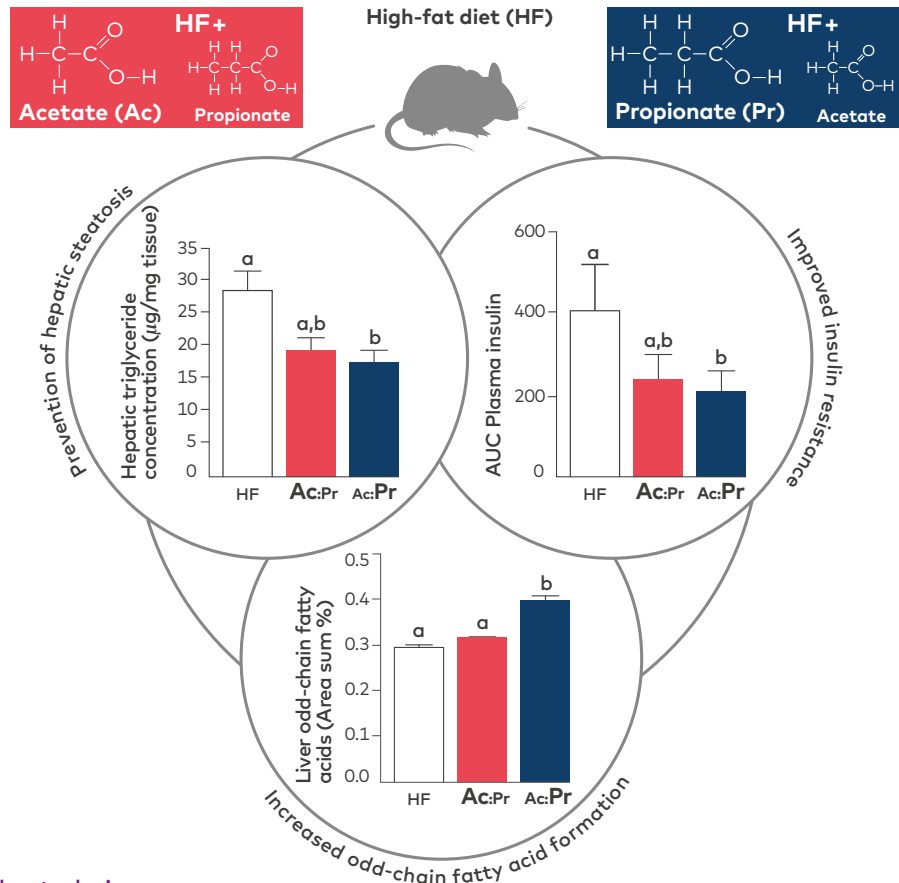 High-fat diet (HF)
HF+
H
H–C–C
O
O–H
H
H H
H–C–C–C
O
O–H
H H
Acetate (Ac)
Propionate
HF+
H H
H–C–C–C
O
O–H
H H
H
H–C–C
O
O–H
H
Propionate (Pr)
Acetate
Prevention of hepatic steatosis
Hepatic triglyceride
concentration (µg/mg tissue)
35
30
25
20
15
10
5
0
a
a,b
b
HF
Ac:Pr
Ac:Pr
Improved insulin resistance
AUC Plasma insulin
600
400
200
0
a
a,b
b
HF
Ac:Pr
Ac:Pr
Liver odd-chain fatty
acids (Area sum %)
0.5
0.4
0.3
0.2
0.1
0.0
a
a
b
HF
Ac:Pr
Ac:Pr
Increased odd-chain fatty acid formation